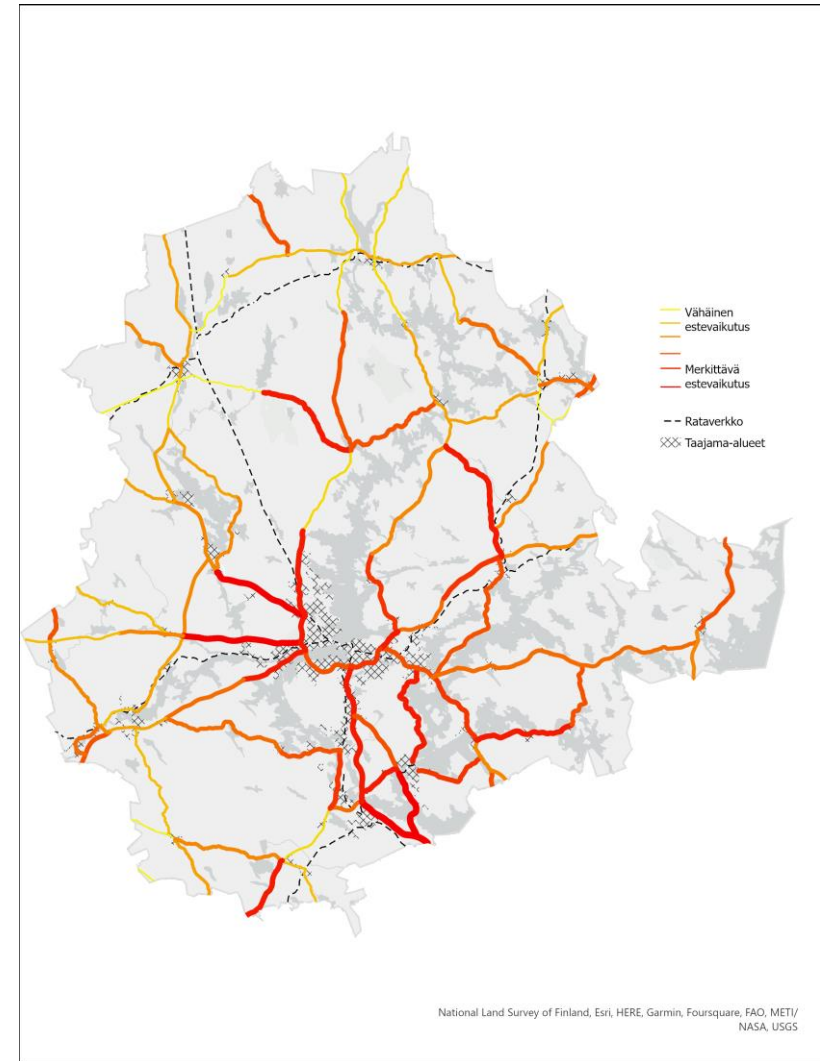 Vähäinen
estevaikutus
Merkittävä
estevaikutus
Rataverkko
Taajama-alueet
National Land Survey of Finland, Esri, HERE, Garmin, Foursquare, FAO, METI/
NASA, USGS